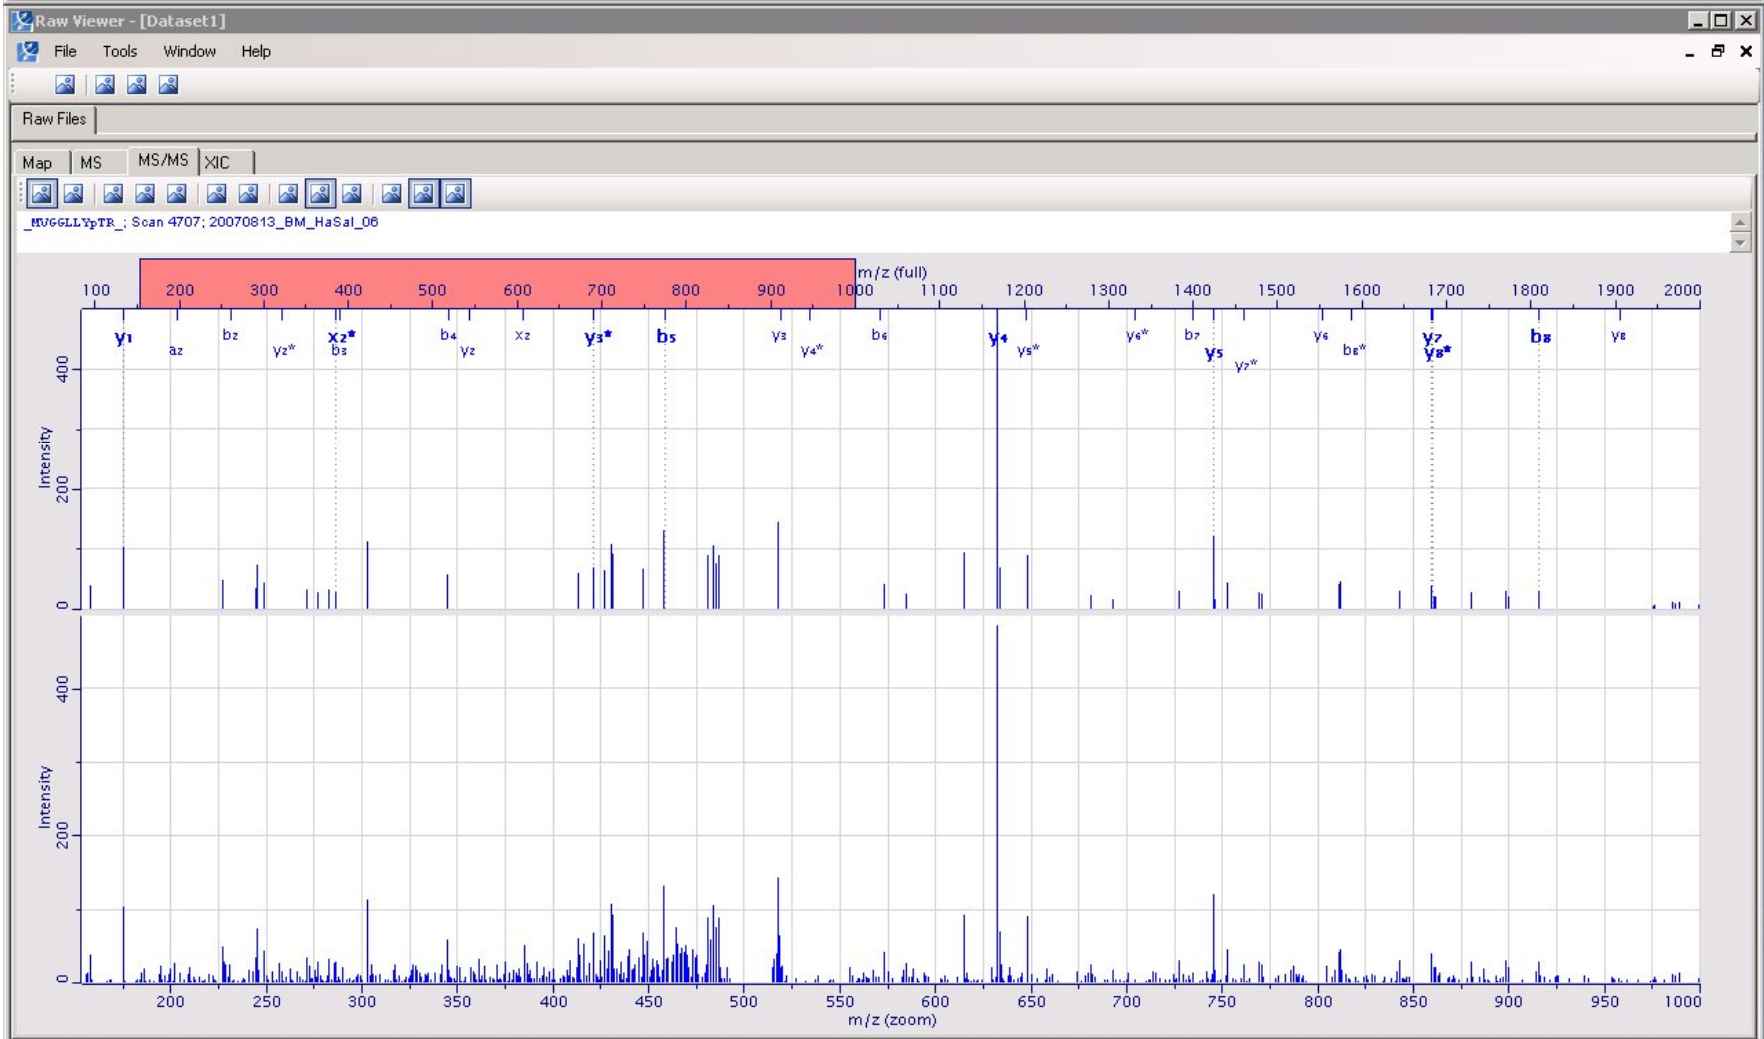 Raw Viewer - [Dataset1]
File Tools Window Help
Raw Files
Map MS MS/MS XIC
_MVGGLLYpTR_; Scan 4707; 20070813_BM_HaSal_06
m/z (full)
100 200 300 400 500 600 700 800 900 1000 1100 1200 1300 1400 1500 1600 1700 1800 1900 2000
y1 b2 x2* b4 x2 y3* b5 y3 b6 y4 y6* b7 y6 y7 b8 y8
a2 y2* b3 y2 y4* y5* y5 b8* y8*
y7*
400
Intensity
200
0
400
Intensity
200
0
200 250 300 350 400 450 500 550 600 650 700 750 800 850 900 950 1000
m/z (zoom)